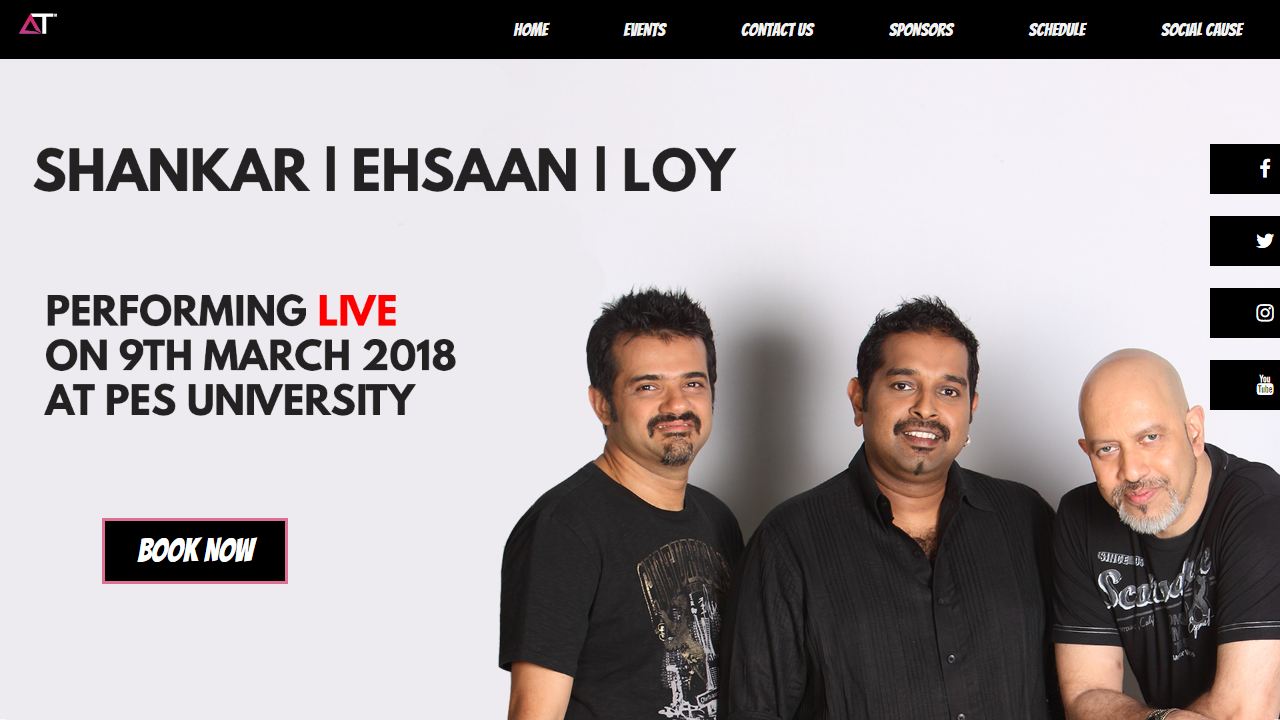 HOME EVENTS CONTACT US SPONSORS SCHEDULE SOCIAL CAUSE
SHANKAR | EHSAAN | LOY
PERFORMING LIVE
ON 9TH MARCH 2018
AT PES UNIVERSITY
BOOK NOW
You
Tube
SINCE